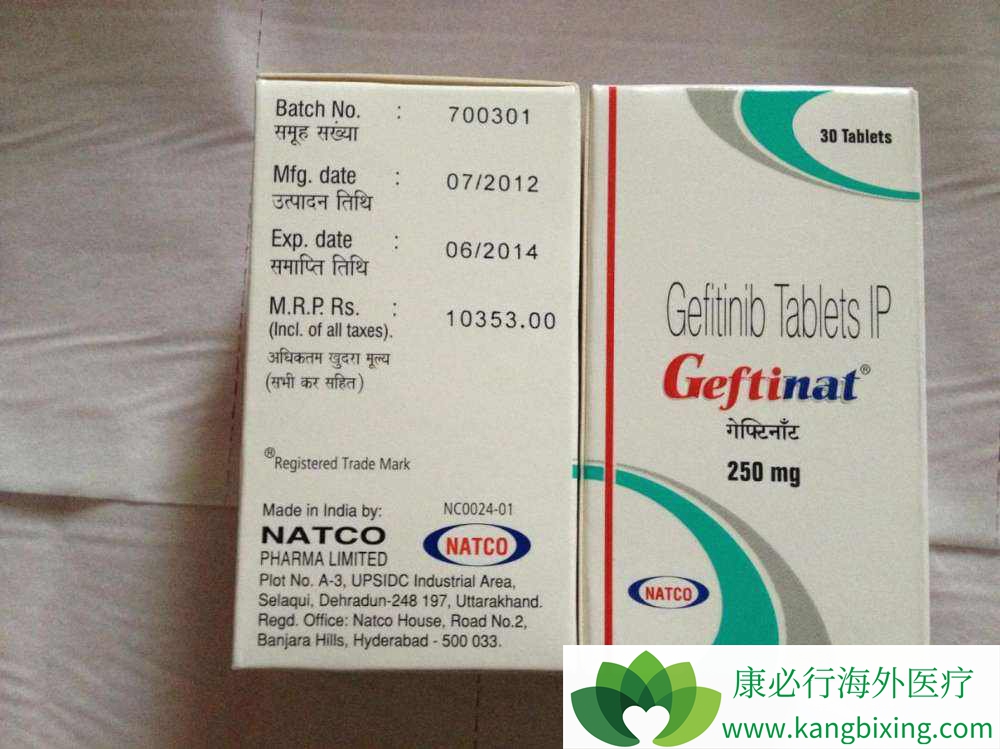 Batch No. : 700301
समूह संख्या
Mfg. date : 07/2012
उत्पादन तिथि
Exp. date : 06/2014
समाप्ति तिथि
M.R.P. Rs. : 10353.00
(Incl. of all taxes).
अधिकतम खुदरा मूल्य
(सभी कर सहित)
®Registered Trade Mark
Made in India by: NC0024-01
NATCO NATCO
PHARMA LIMITED
Plot No. A-3, UPSIDC Industrial Area,
Selaqui, Dehradun-248 197, Uttarakhand.
Regd. Office: Natco House, Road No.2,
Banjara Hills, Hyderabad - 500 033.
30 Tablets
Gefitinib Tablets IP
Geftinat®
गेफ्टिनॉंट
250 mg
NATCO
康必行海外医疗
www.kangbixing.com